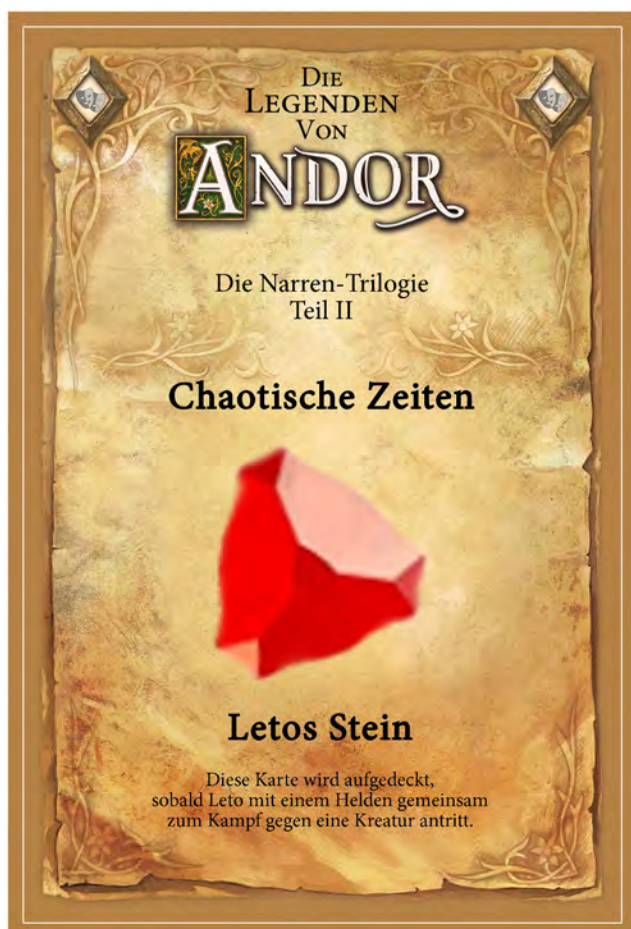 Die
Legenden
Von
Andor
Die Narren-Trilogie
Teil II
Chaotische Zeiten
Letos Stein
Diese Karte wird aufgedeckt,
sobald Leto mit einem Helden gemeinsam
zum Kampf gegen eine Kreatur antritt.